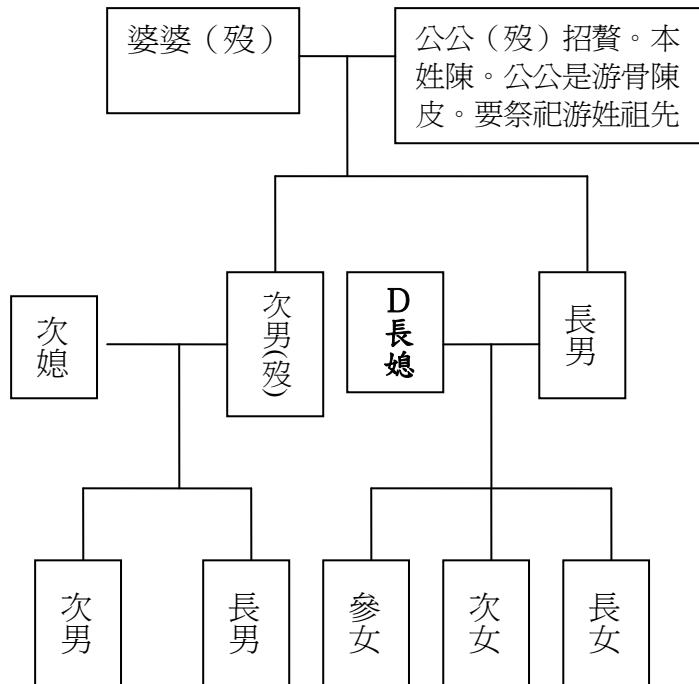 婆婆（歿）
公公（歿）招贅。本
姓陳。公公是游骨陳
皮。要祭祀游姓祖先
次媳
次男(歿)
D長媳
長男
次男
長男
參女
次女
長女